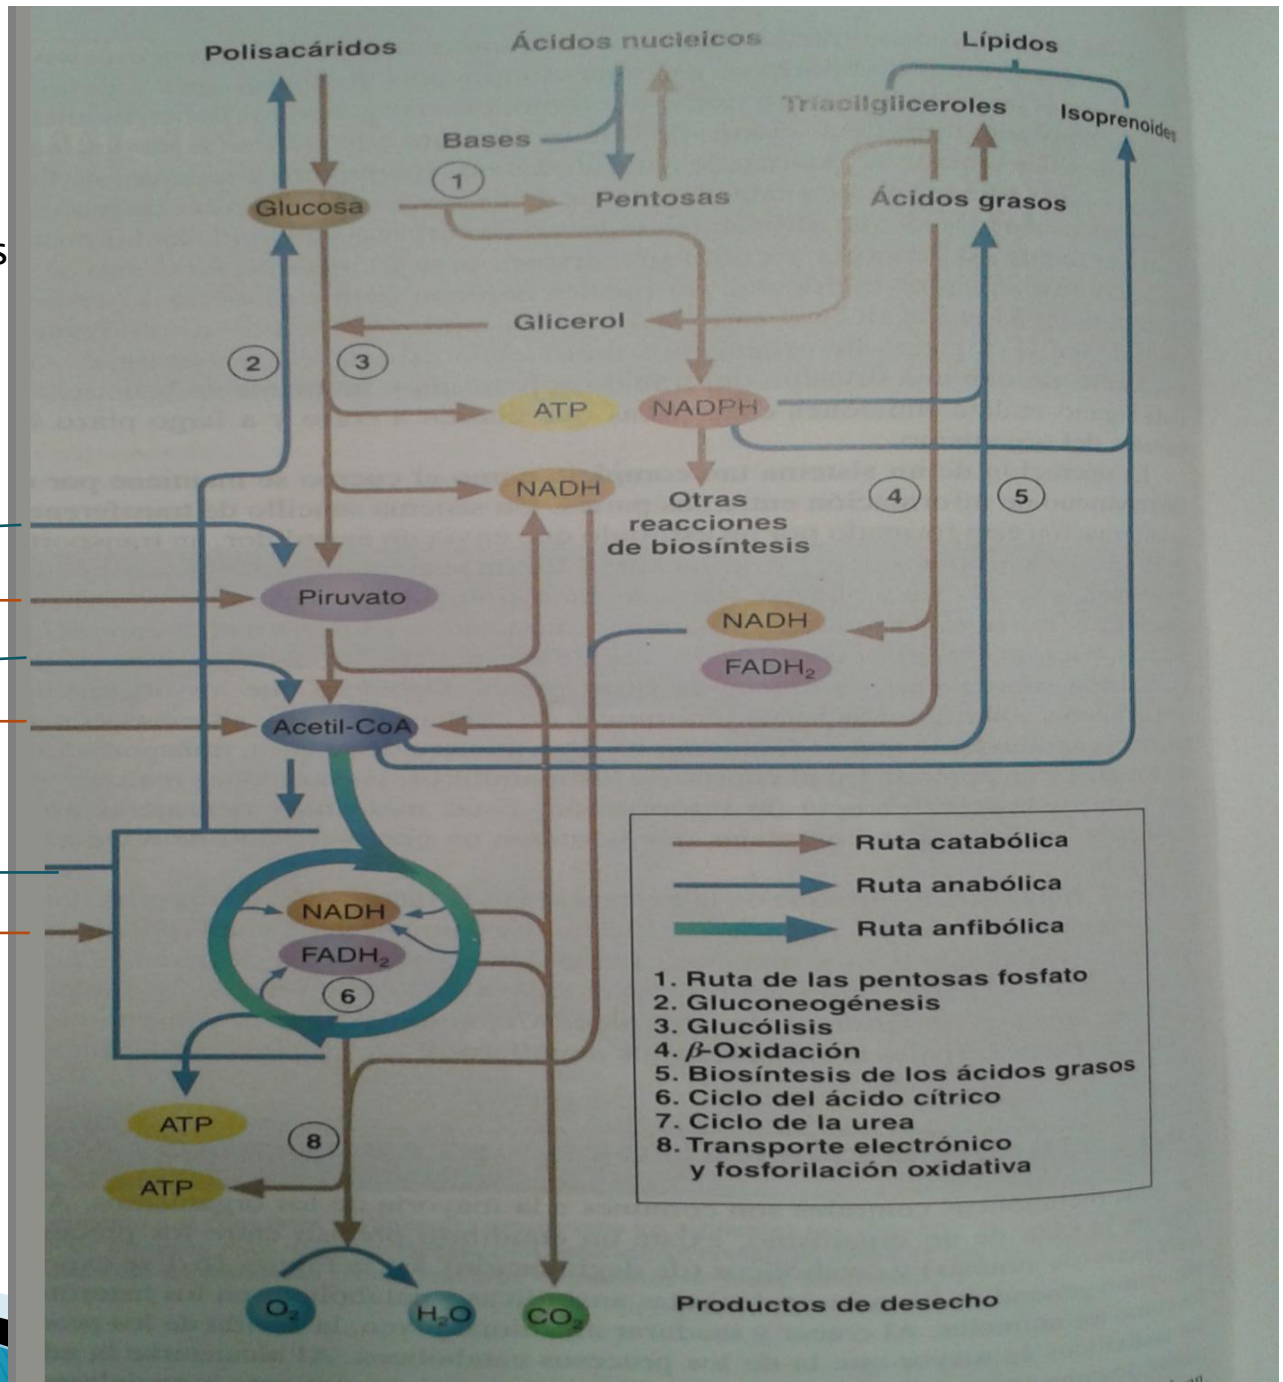 Polisacáridos
Ácidos nucleicos
Lípidos
Triacilgliceroles
Isoprenoides
Bases
1
Glucosa
Pentosas
Ácidos grasos
s
Glicerol
2
3
ATP
NADPH
NADH
4
5
Otras
reacciones
de biosíntesis
Piruvato
NADH
FADH₂
Acetil-CoA
Ruta catabólica
Ruta anabólica
Ruta anfibólica
NADH
FADH₂
6
1. Ruta de las pentosas fosfato
2. Gluconeogénesis
3. Glucólisis
4. β-Oxidación
5. Biosíntesis de los ácidos grasos
6. Ciclo del ácido cítrico
7. Ciclo de la urea
8. Transporte electrónico
y fosforilación oxidativa
ATP
8
ATP
O₂
H₂O
CO₂
Productos de desecho